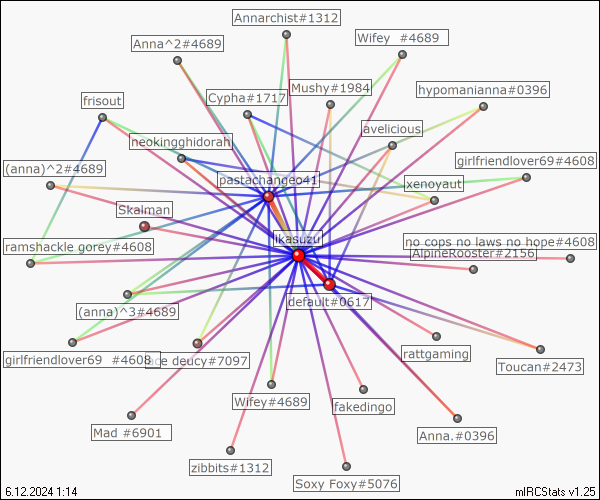 Annarchist#1312
Anna^2#4689
Wifey  #4689
Mushy#1984
hypomanianna#0396
frisout
Cypha#1717
avelicious
neokingghidorah
(anna)^2#4689
girlfriendlover69#4608
pastachangeo41
xenoyaut
Skalman
ikasuzu
ramshackle gorey#4608
no cops no laws no hope#4608
AlpineRooster#2156
(anna)^3#4689
default#0617
girlfriendlover69  #4608
deucy#7097
rattgaming
Toucan#2473
Wifey#4689
fakedingo
Mad #6901
Anna.#0396
zibbits#1312
Soxy Foxy#5076
6.12.2024 1:14
mIRCStats v1.25